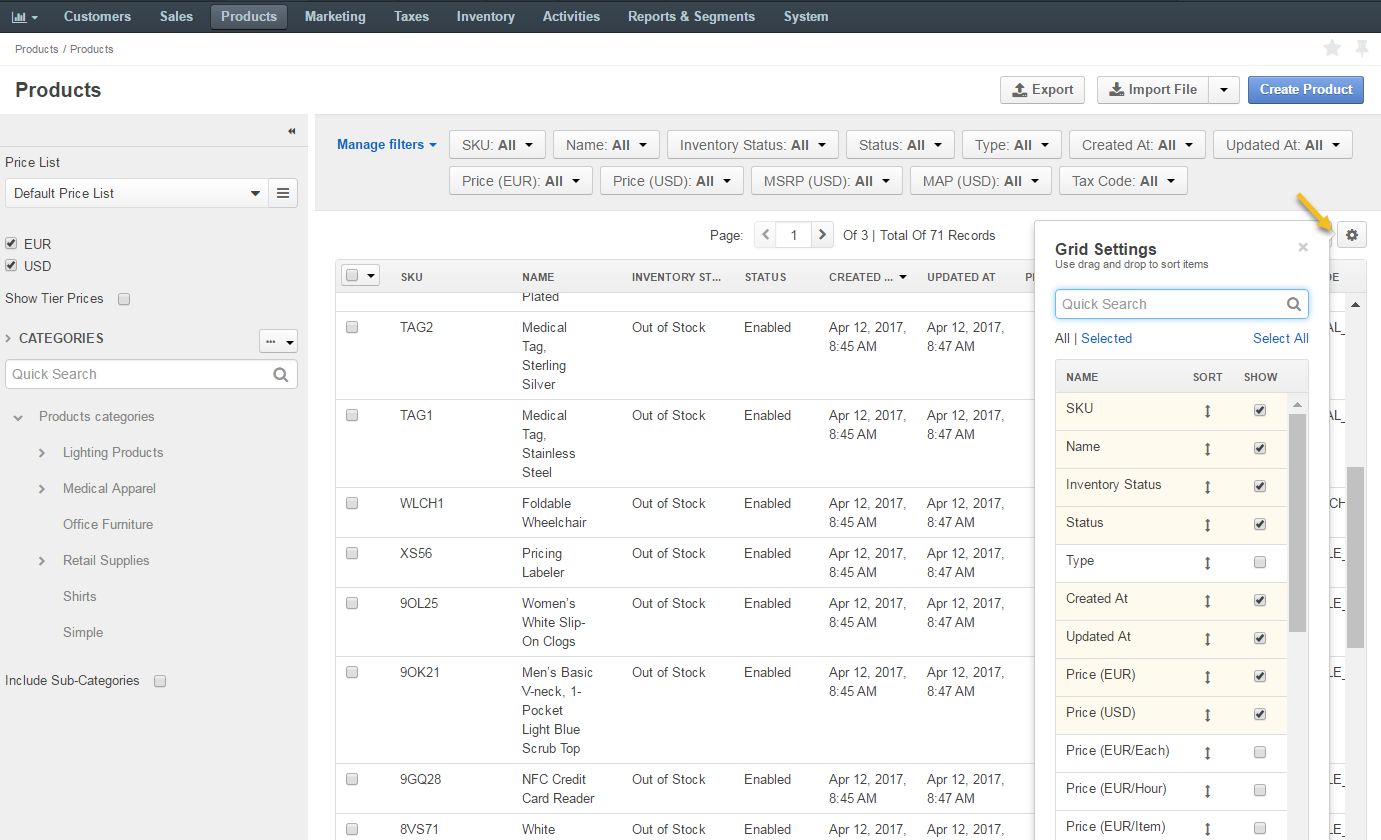 Customers Sales Products Marketing Taxes Inventory Activities Reports & Segments System
Products / Products
Products
Export Import File Create Product
Price List
Default Price List
EUR
USD
Show Tier Prices
CATEGORIES
Quick Search
Products categories
Lighting Products
Medical Apparel
Office Furniture
Retail Supplies
Shirts
Simple
Include Sub-Categories
Manage filters SKU: All Name: All Inventory Status: All Status: All Type: All Created At: All Updated At: All
Price (EUR): All Price (USD): All MSRP (USD): All MAP (USD): All Tax Code: All
Page: 1 Of 3 | Total Of 71 Records
SKU NAME INVENTORY ST... STATUS CREATED ... UPDATED AT
Plated
TAG2 Medical Out of Stock Enabled Apr 12, 2017, Apr 12, 2017,
Tag, 8:45 AM 8:47 AM
Sterling
Silver
TAG1 Medical Out of Stock Enabled Apr 12, 2017, Apr 12, 2017,
Tag, 8:45 AM 8:47 AM
Stainless
Steel
WLCH1 Foldable Out of Stock Enabled Apr 12, 2017, Apr 12, 2017,
Wheelchair 8:45 AM 8:47 AM
XS56 Pricing Out of Stock Enabled Apr 12, 2017, Apr 12, 2017,
Labeler 8:45 AM 8:47 AM
9OL25 Women’s Out of Stock Enabled Apr 12, 2017, Apr 12, 2017,
White Slip- 8:45 AM 8:47 AM
On Clogs
9OK21 Men’s Basic Out of Stock Enabled Apr 12, 2017, Apr 12, 2017,
V-neck, 1- 8:45 AM 8:47 AM
Pocket
Light Blue
Scrub Top
9GQ28 NFC Credit Out of Stock Enabled Apr 12, 2017, Apr 12, 2017,
Card Reader 8:45 AM 8:47 AM
8VS71 White Out of Stock Enabled Apr 12, 2017, Apr 12, 2017,
Grid Settings
Use drag and drop to sort items
Quick Search
All | Selected Select All
NAME SORT SHOW
SKU
Name
Inventory Status
Status
Type
Created At
Updated At
Price (EUR)
Price (USD)
Price (EUR/Each)
Price (EUR/Hour)
Price (EUR/Item)